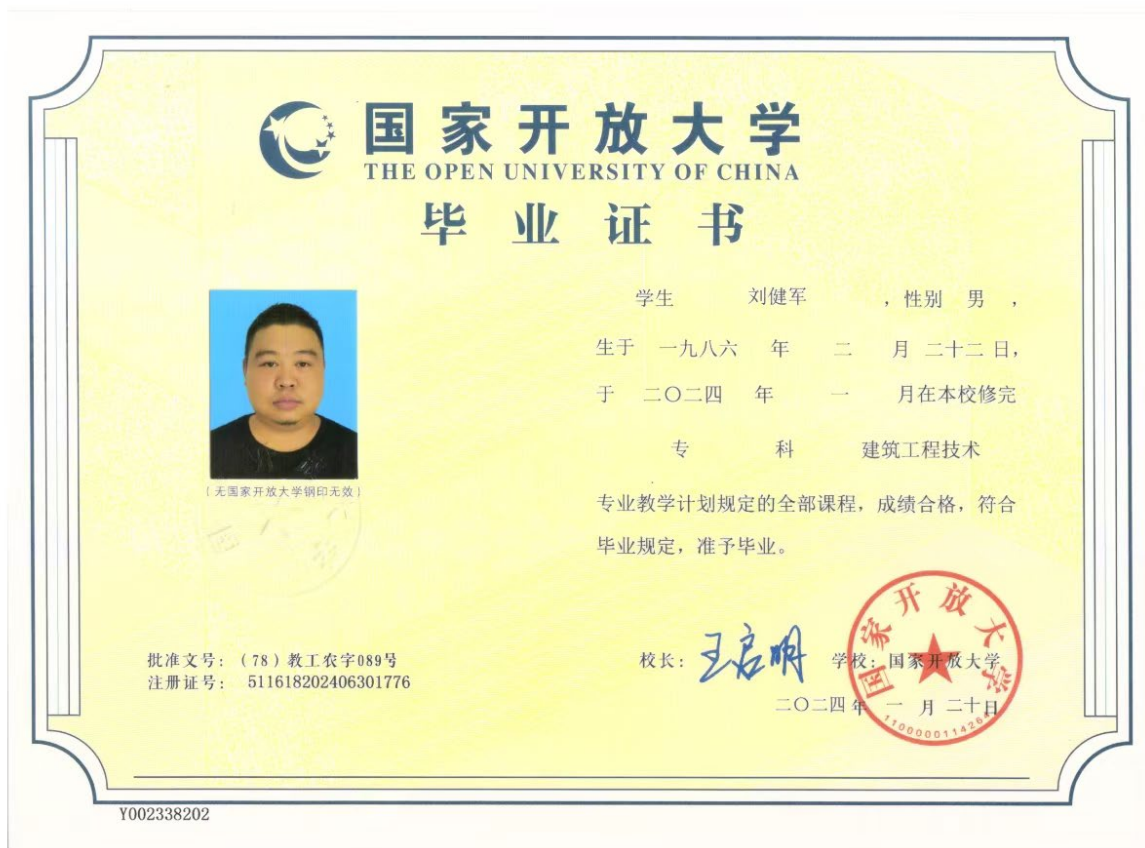 国家开放大学
THE OPEN UNIVERSITY OF CHINA
毕业证书
学生 刘健军 ，性别 男 ，
生于 一九八六 年 二 月 二十二 日，
于 二〇二四 年 一 月在本校修完
专 科 建筑工程技术
专业教学计划规定的全部课程，成绩合格，符合
毕业规定，准予毕业。
（无国家开放大学钢印无效）
批准文号：（78）教工农字089号
注册证号： 511618202406301776
校长：王启明 学校：国家开放大学
二〇二四 年 一 月 二十日
国家开放大学
Y002338202